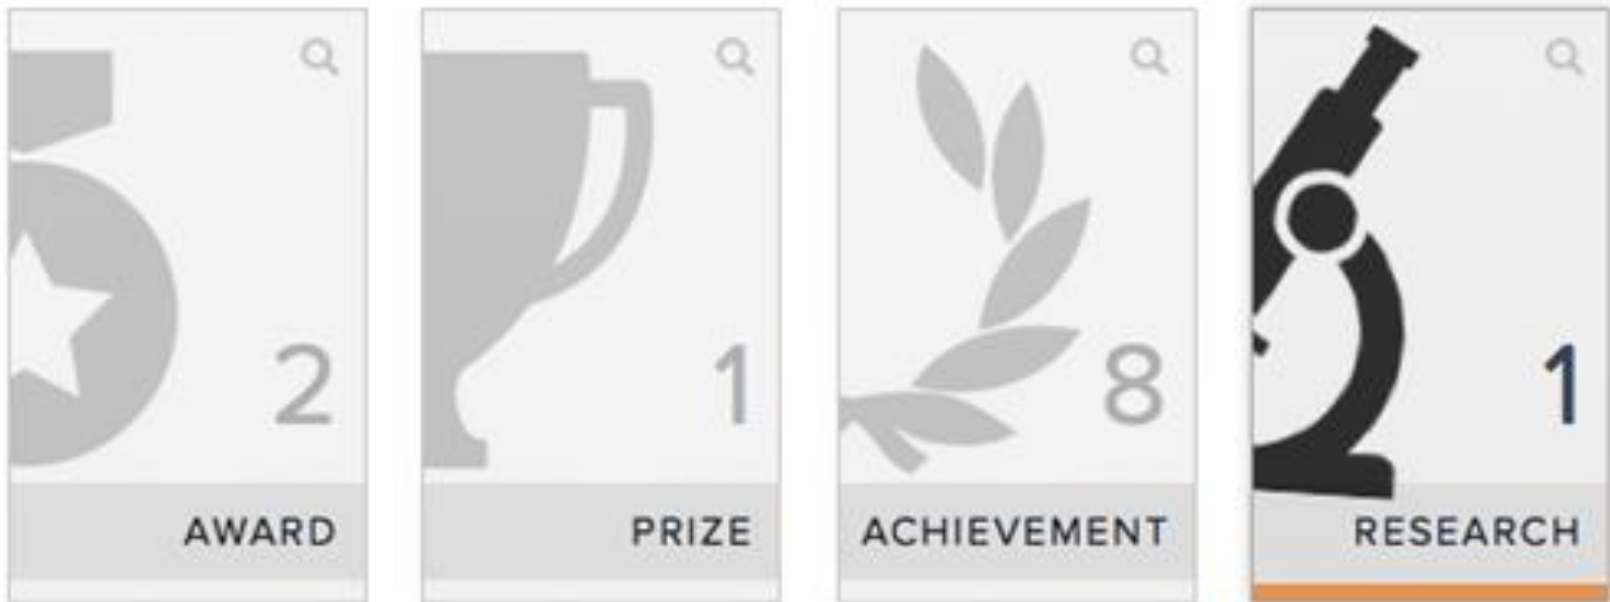 2
AWARD
1
PRIZE
8
ACHIEVEMENT
1
RESEARCH